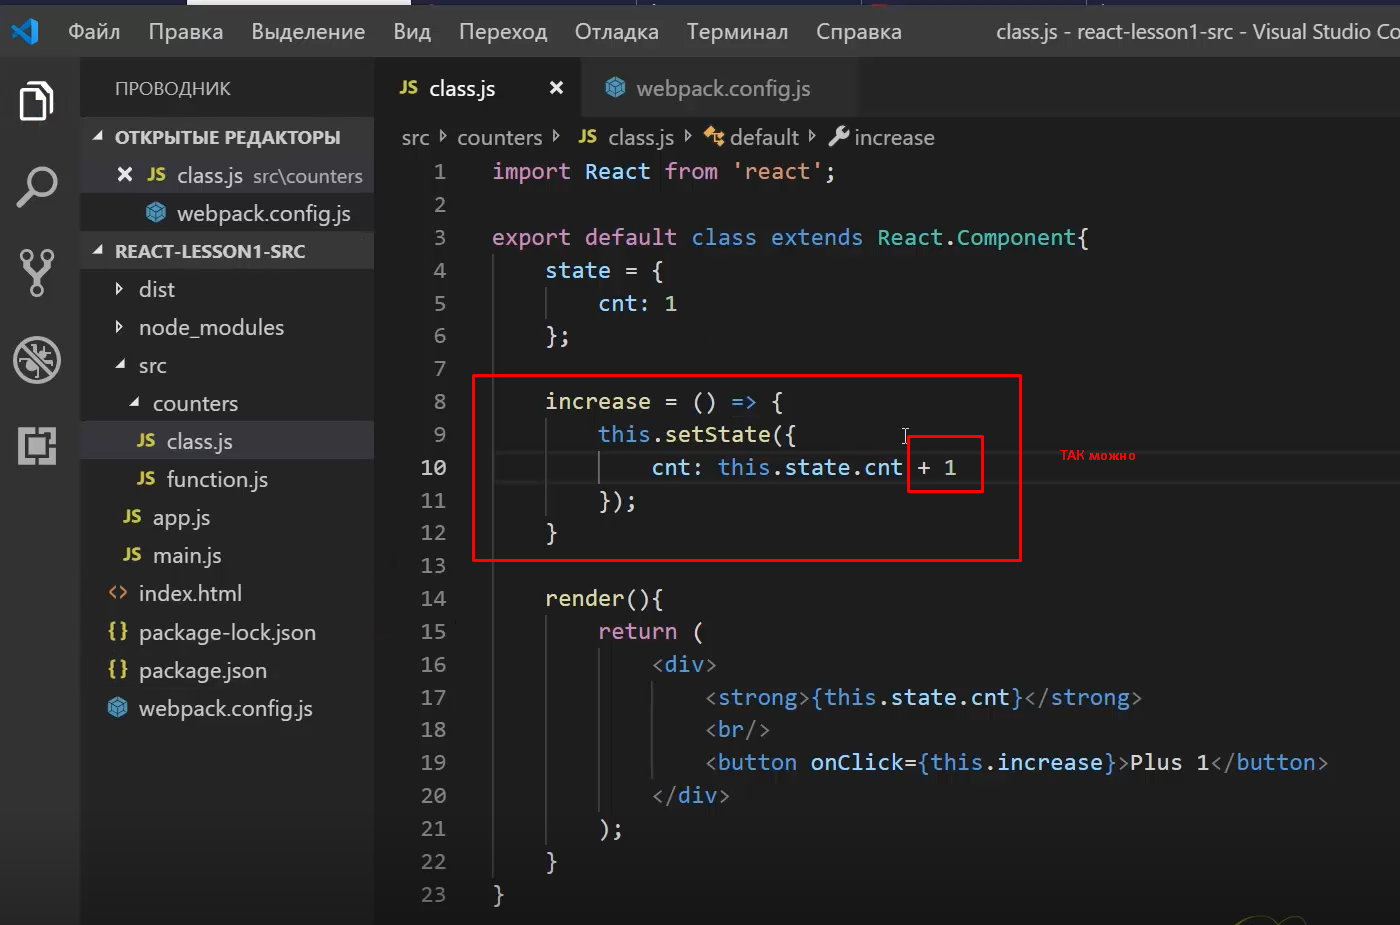 Файл Правка Выделение Вид Переход Отладка Терминал Справка class.js - react-lesson1-src - Visual Studio Co
ПРОВОДНИК
ОТКРЫТЫЕ РЕДАКТОРЫ
JS class.js src\counters
webpack.config.js
REACT-LESSON1-SRC
dist
node_modules
src
counters
JS class.js
JS function.js
JS app.js
JS main.js
<> index.html
{} package-lock.json
{} package.json
webpack.config.js
JS class.js × webpack.config.js
src counters JS class.js default increase
1 import React from 'react';
2
3 export default class extends React.Component{
4 state = {
5 cnt: 1
6 };
7
8 increase = () => {
9 this.setState({
10 cnt: this.state.cnt + 1
11 });
12 }
13
14 render(){
15 return (
16 <div>
17 <strong>{this.state.cnt}</strong>
18 <br/>
19 <button onClick={this.increase}>Plus 1</button>
20 </div>
21 );
22 }
23 }
ТАК можно